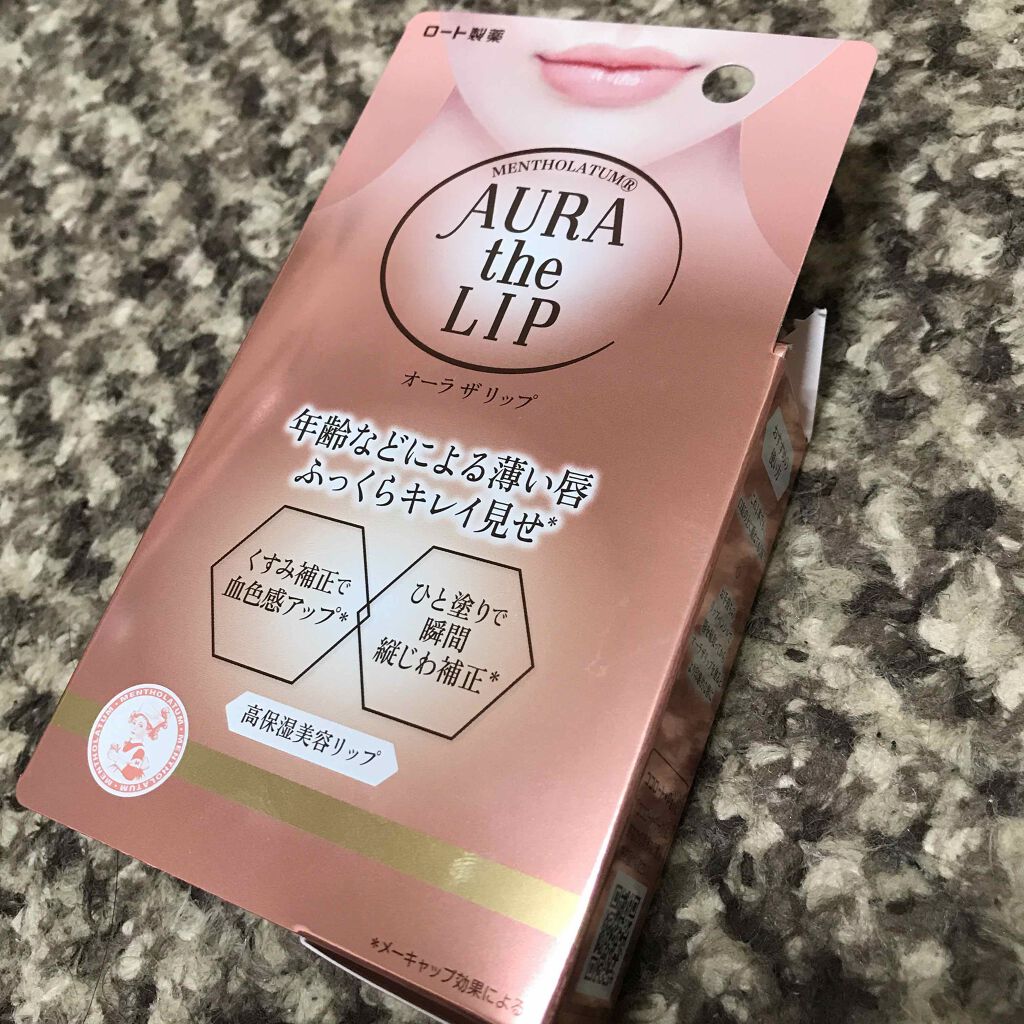 ロート製薬
MENTHOLATUM®
AURA
the
LIP
オーラ ザ リップ
年齢などによる薄い唇
ふっくらキレイ見せ*
くすみ補正で
血色感アップ*
ひと塗りで
瞬間
縦じわ補正*
高保湿美容リップ
MENTHOLATUM・MENTHOLATUM・MENTHOLATUM
*メーキャップ効果による